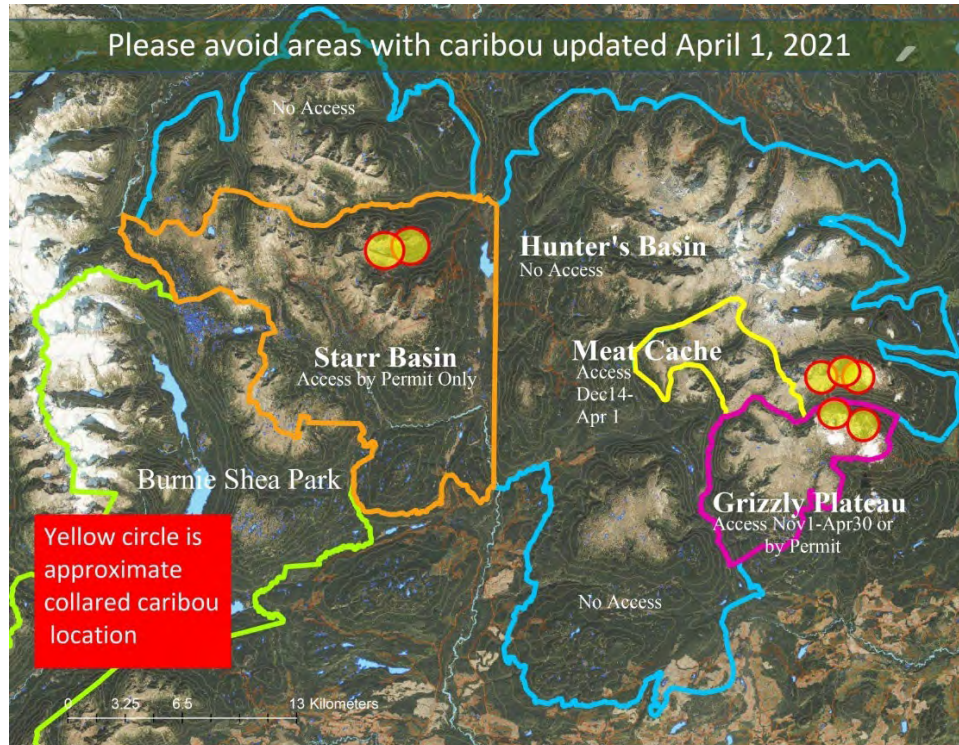 Please avoid areas with caribou updated April 1, 2021
No Access
Hunter's Basin
No Access
Starr Basin
Access by Permit Only
Meat Cache
Access
Dec14-
Apr 1
Burnie Shea Park
Grizzly Plateau
Access Nov1-Apr30 or
by Permit
Yellow circle is
approximate
collared caribou
location
No Access
0 3.25 6.5 13 Kilometers